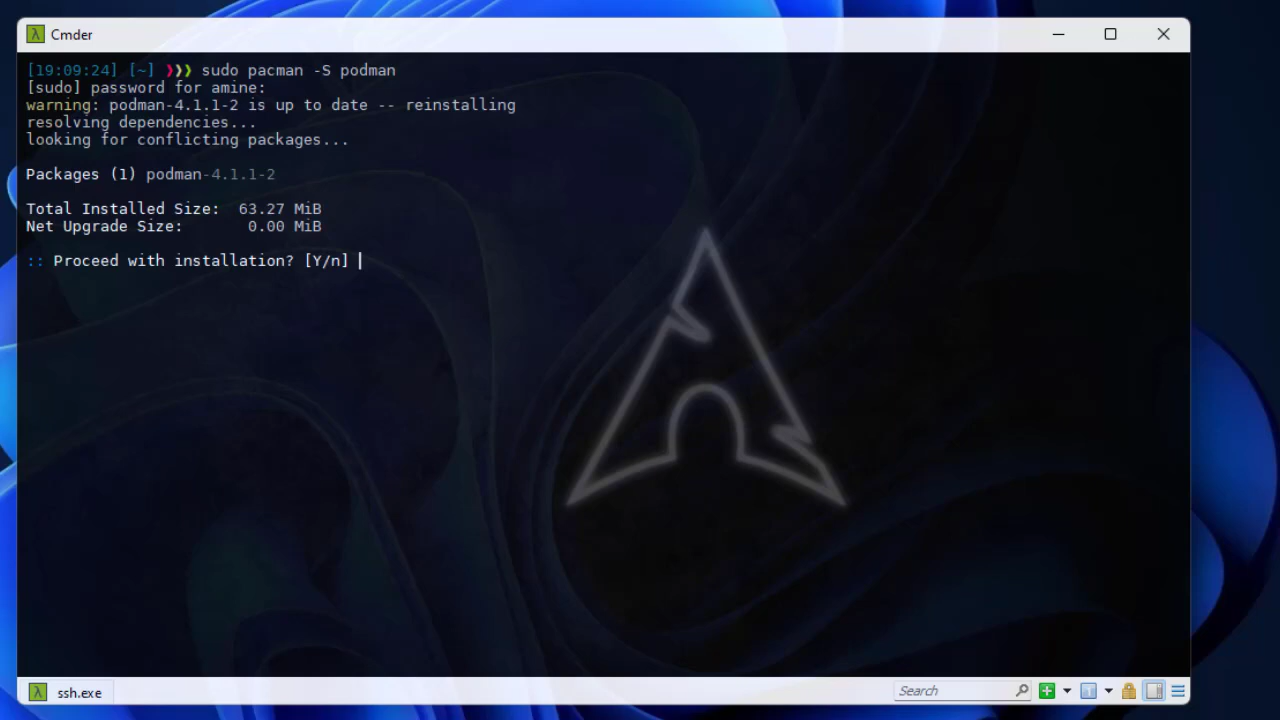 Cmder
[19:09:24] [~] ❯❯❯ sudo pacman -S podman
[sudo] password for amine:
warning: podman-4.1.1-2 is up to date -- reinstalling
resolving dependencies...
looking for conflicting packages...
Packages (1) podman-4.1.1-2
Total Installed Size:  63.27 MiB
Net Upgrade Size:       0.00 MiB
:: Proceed with installation? [Y/n]
ssh.exe
Search